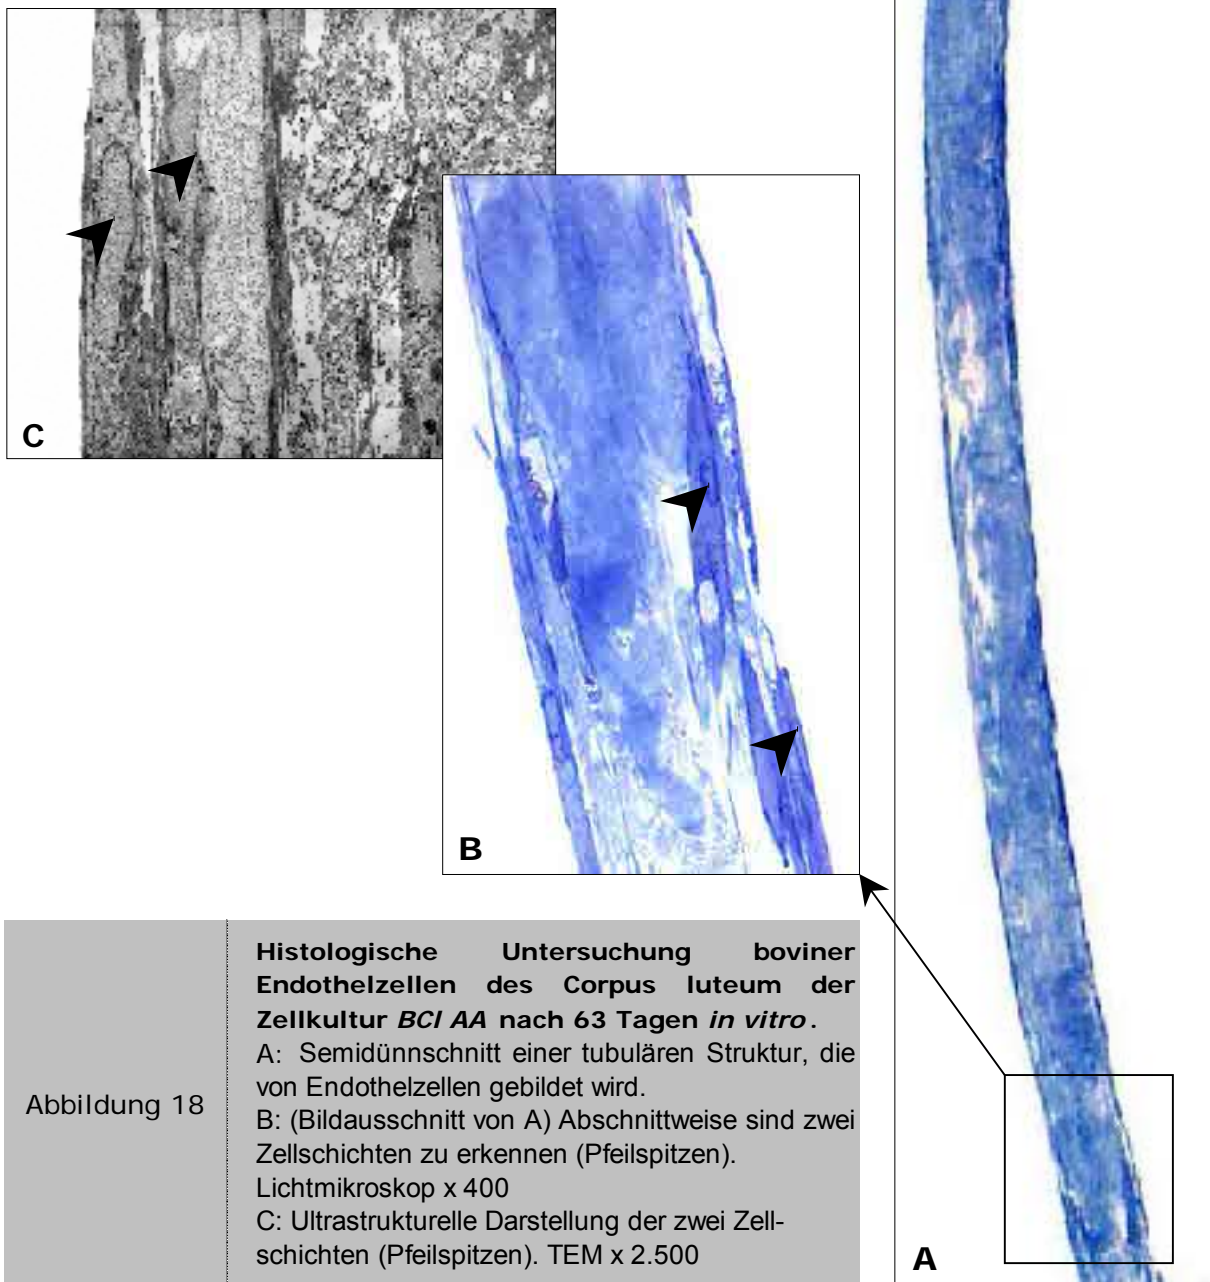 C
B
A
Abbildung 18
Histologische Untersuchung boviner
Endothelzellen des Corpus luteum der
Zellkultur BCl AA nach 63 Tagen in vitro.
A: Semidünnschnitt einer tubulären Struktur, die
von Endothelzellen gebildet wird.
B: (Bildausschnitt von A) Abschnittweise sind zwei
Zellschichten zu erkennen (Pfeilspitzen).
Lichtmikroskop x 400
C: Ultrastrukturelle Darstellung der zwei Zell-
schichten (Pfeilspitzen). TEM x 2.500